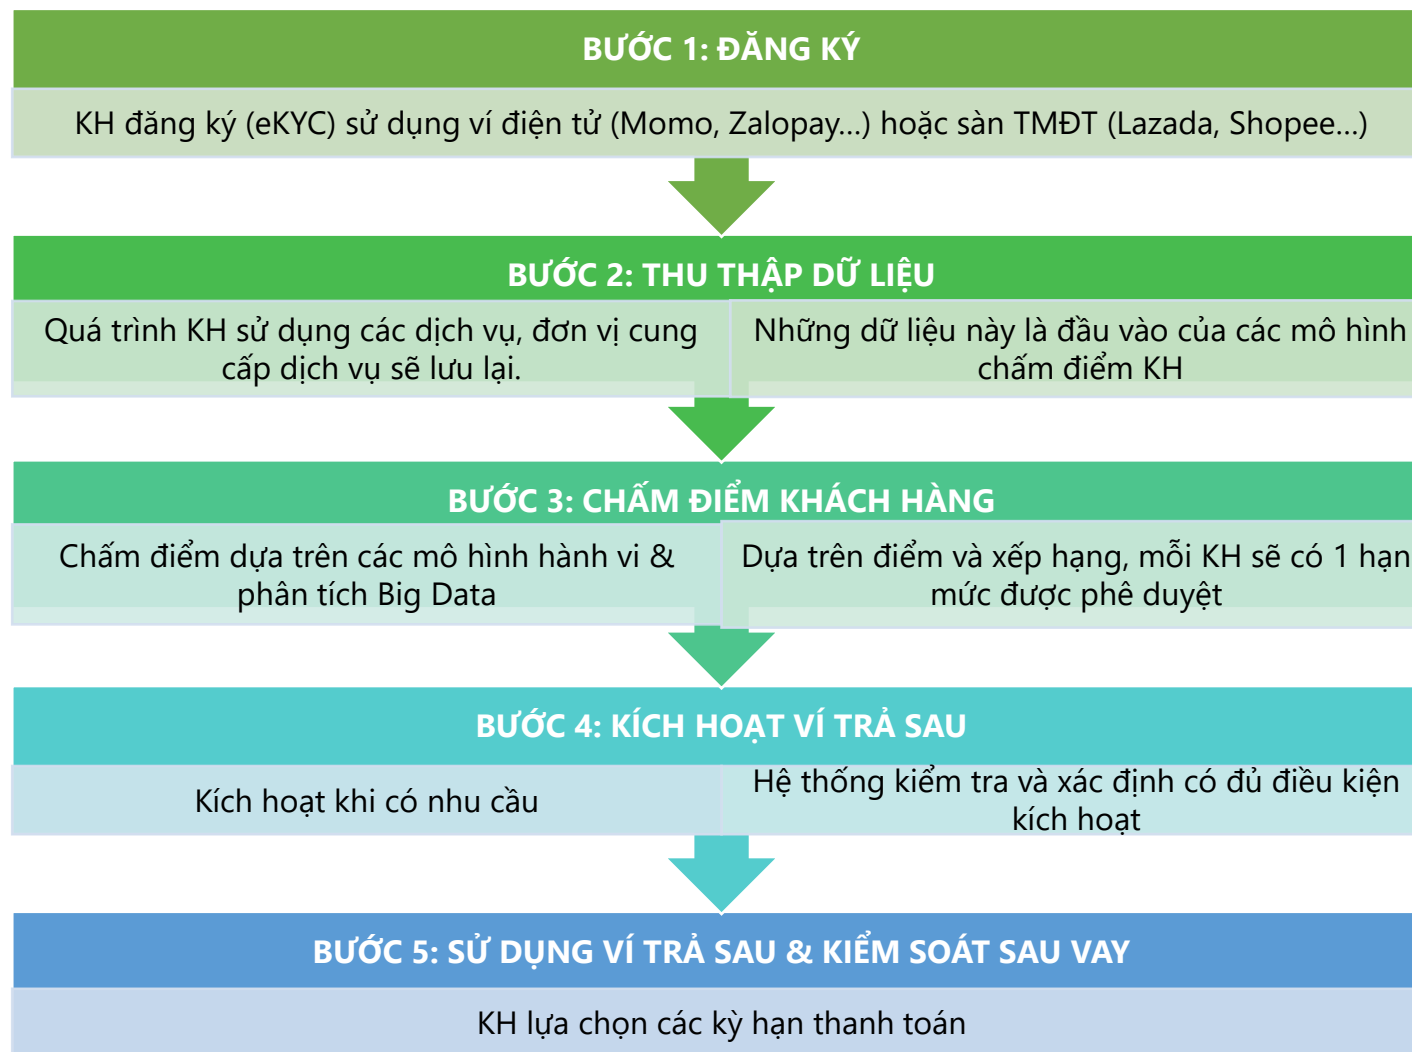 BƯỚC 1: ĐĂNG KÝ
KH đăng ký (eKYC) sử dụng ví điện tử (Momo, Zalopay...) hoặc sàn TMĐT (Lazada, Shopee...)
BƯỚC 2: THU THẬP DỮ LIỆU
Quá trình KH sử dụng các dịch vụ, đơn vị cung
cấp dịch vụ sẽ lưu lại.
Những dữ liệu này là đầu vào của các mô hình
chấm điểm KH
BƯỚC 3: CHẤM ĐIỂM KHÁCH HÀNG
Chấm điểm dựa trên các mô hình hành vi &
phân tích Big Data
Dựa trên điểm và xếp hạng, mỗi KH sẽ có 1 hạn
mức được phê duyệt
BƯỚC 4: KÍCH HOẠT VÍ TRẢ SAU
Kích hoạt khi có nhu cầu
Hệ thống kiểm tra và xác định có đủ điều kiện
kích hoạt
BƯỚC 5: SỬ DỤNG VÍ TRẢ SAU & KIỂM SOÁT SAU VAY
KH lựa chọn các kỳ hạn thanh toán